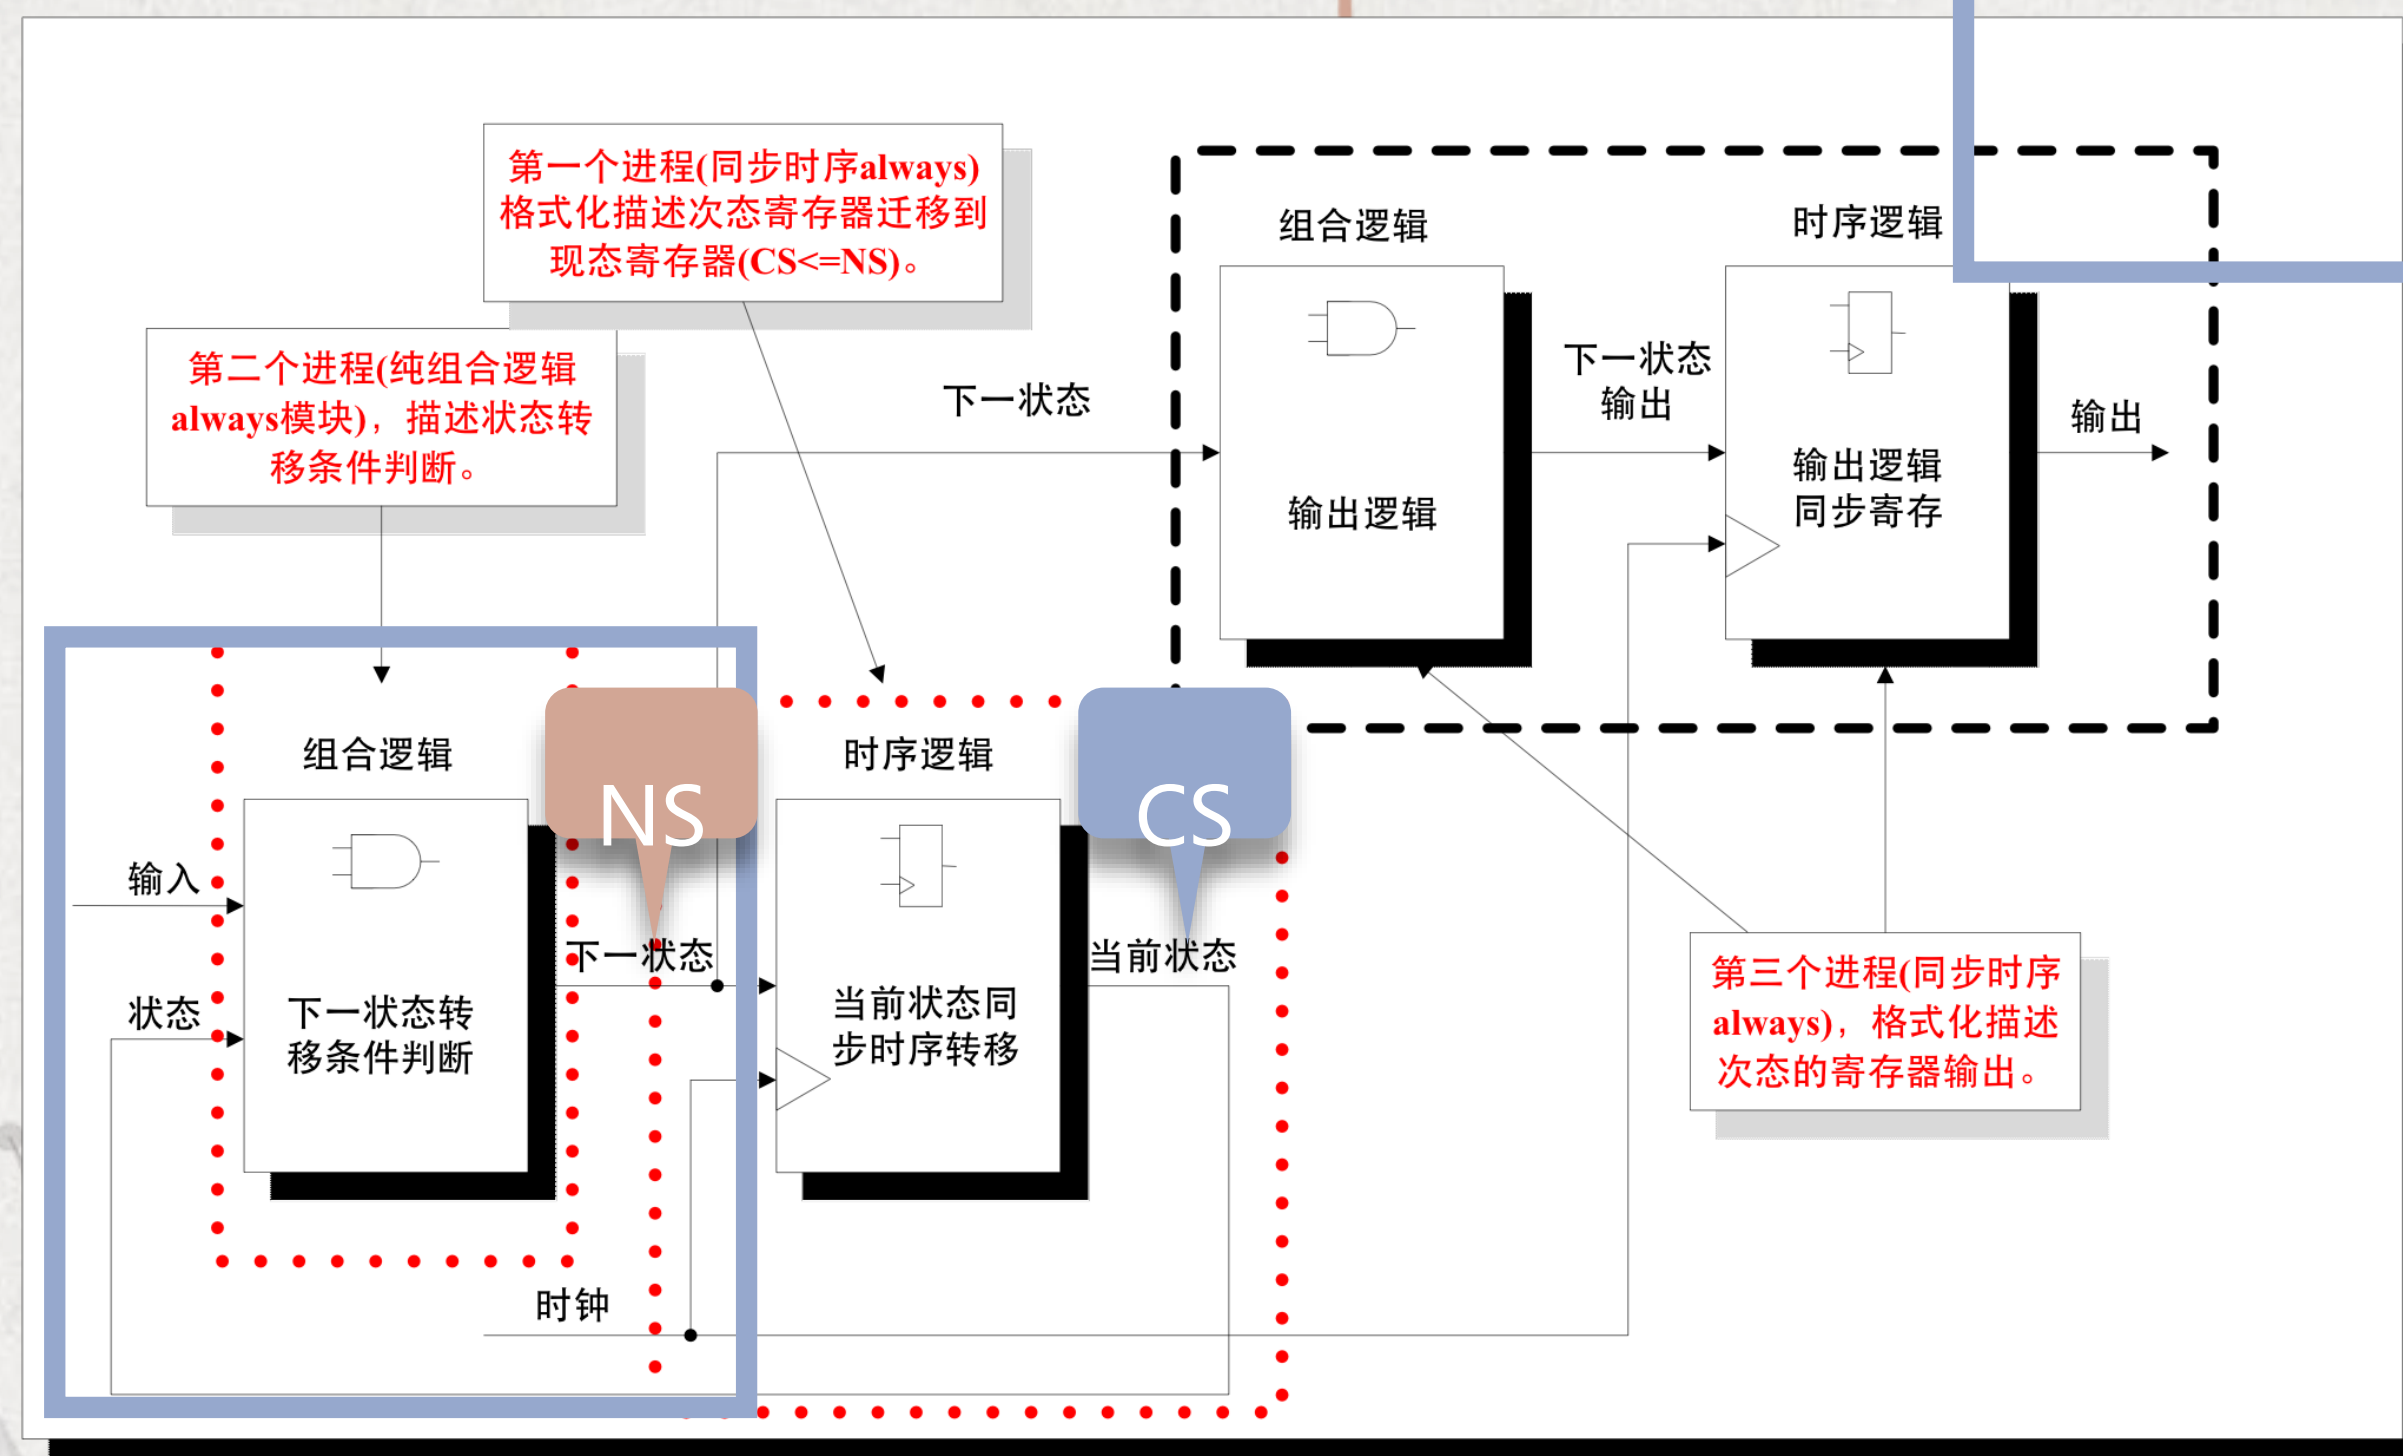 第一个进程(同步时序always)
格式化描述次态寄存器迁移到
现态寄存器(CS<=NS)。
第二个进程(纯组合逻辑
always模块)，描述状态转
移条件判断。
组合逻辑
时序逻辑
下一状态
输出逻辑
下一状态
输出
输出逻辑
同步寄存
输出
组合逻辑
NS
时序逻辑
CS
输入
状态
下一状态转
移条件判断
下一状态
当前状态同
步时序转移
当前状态
时钟
第三个进程(同步时序
always)，格式化描述
次态的寄存器输出。